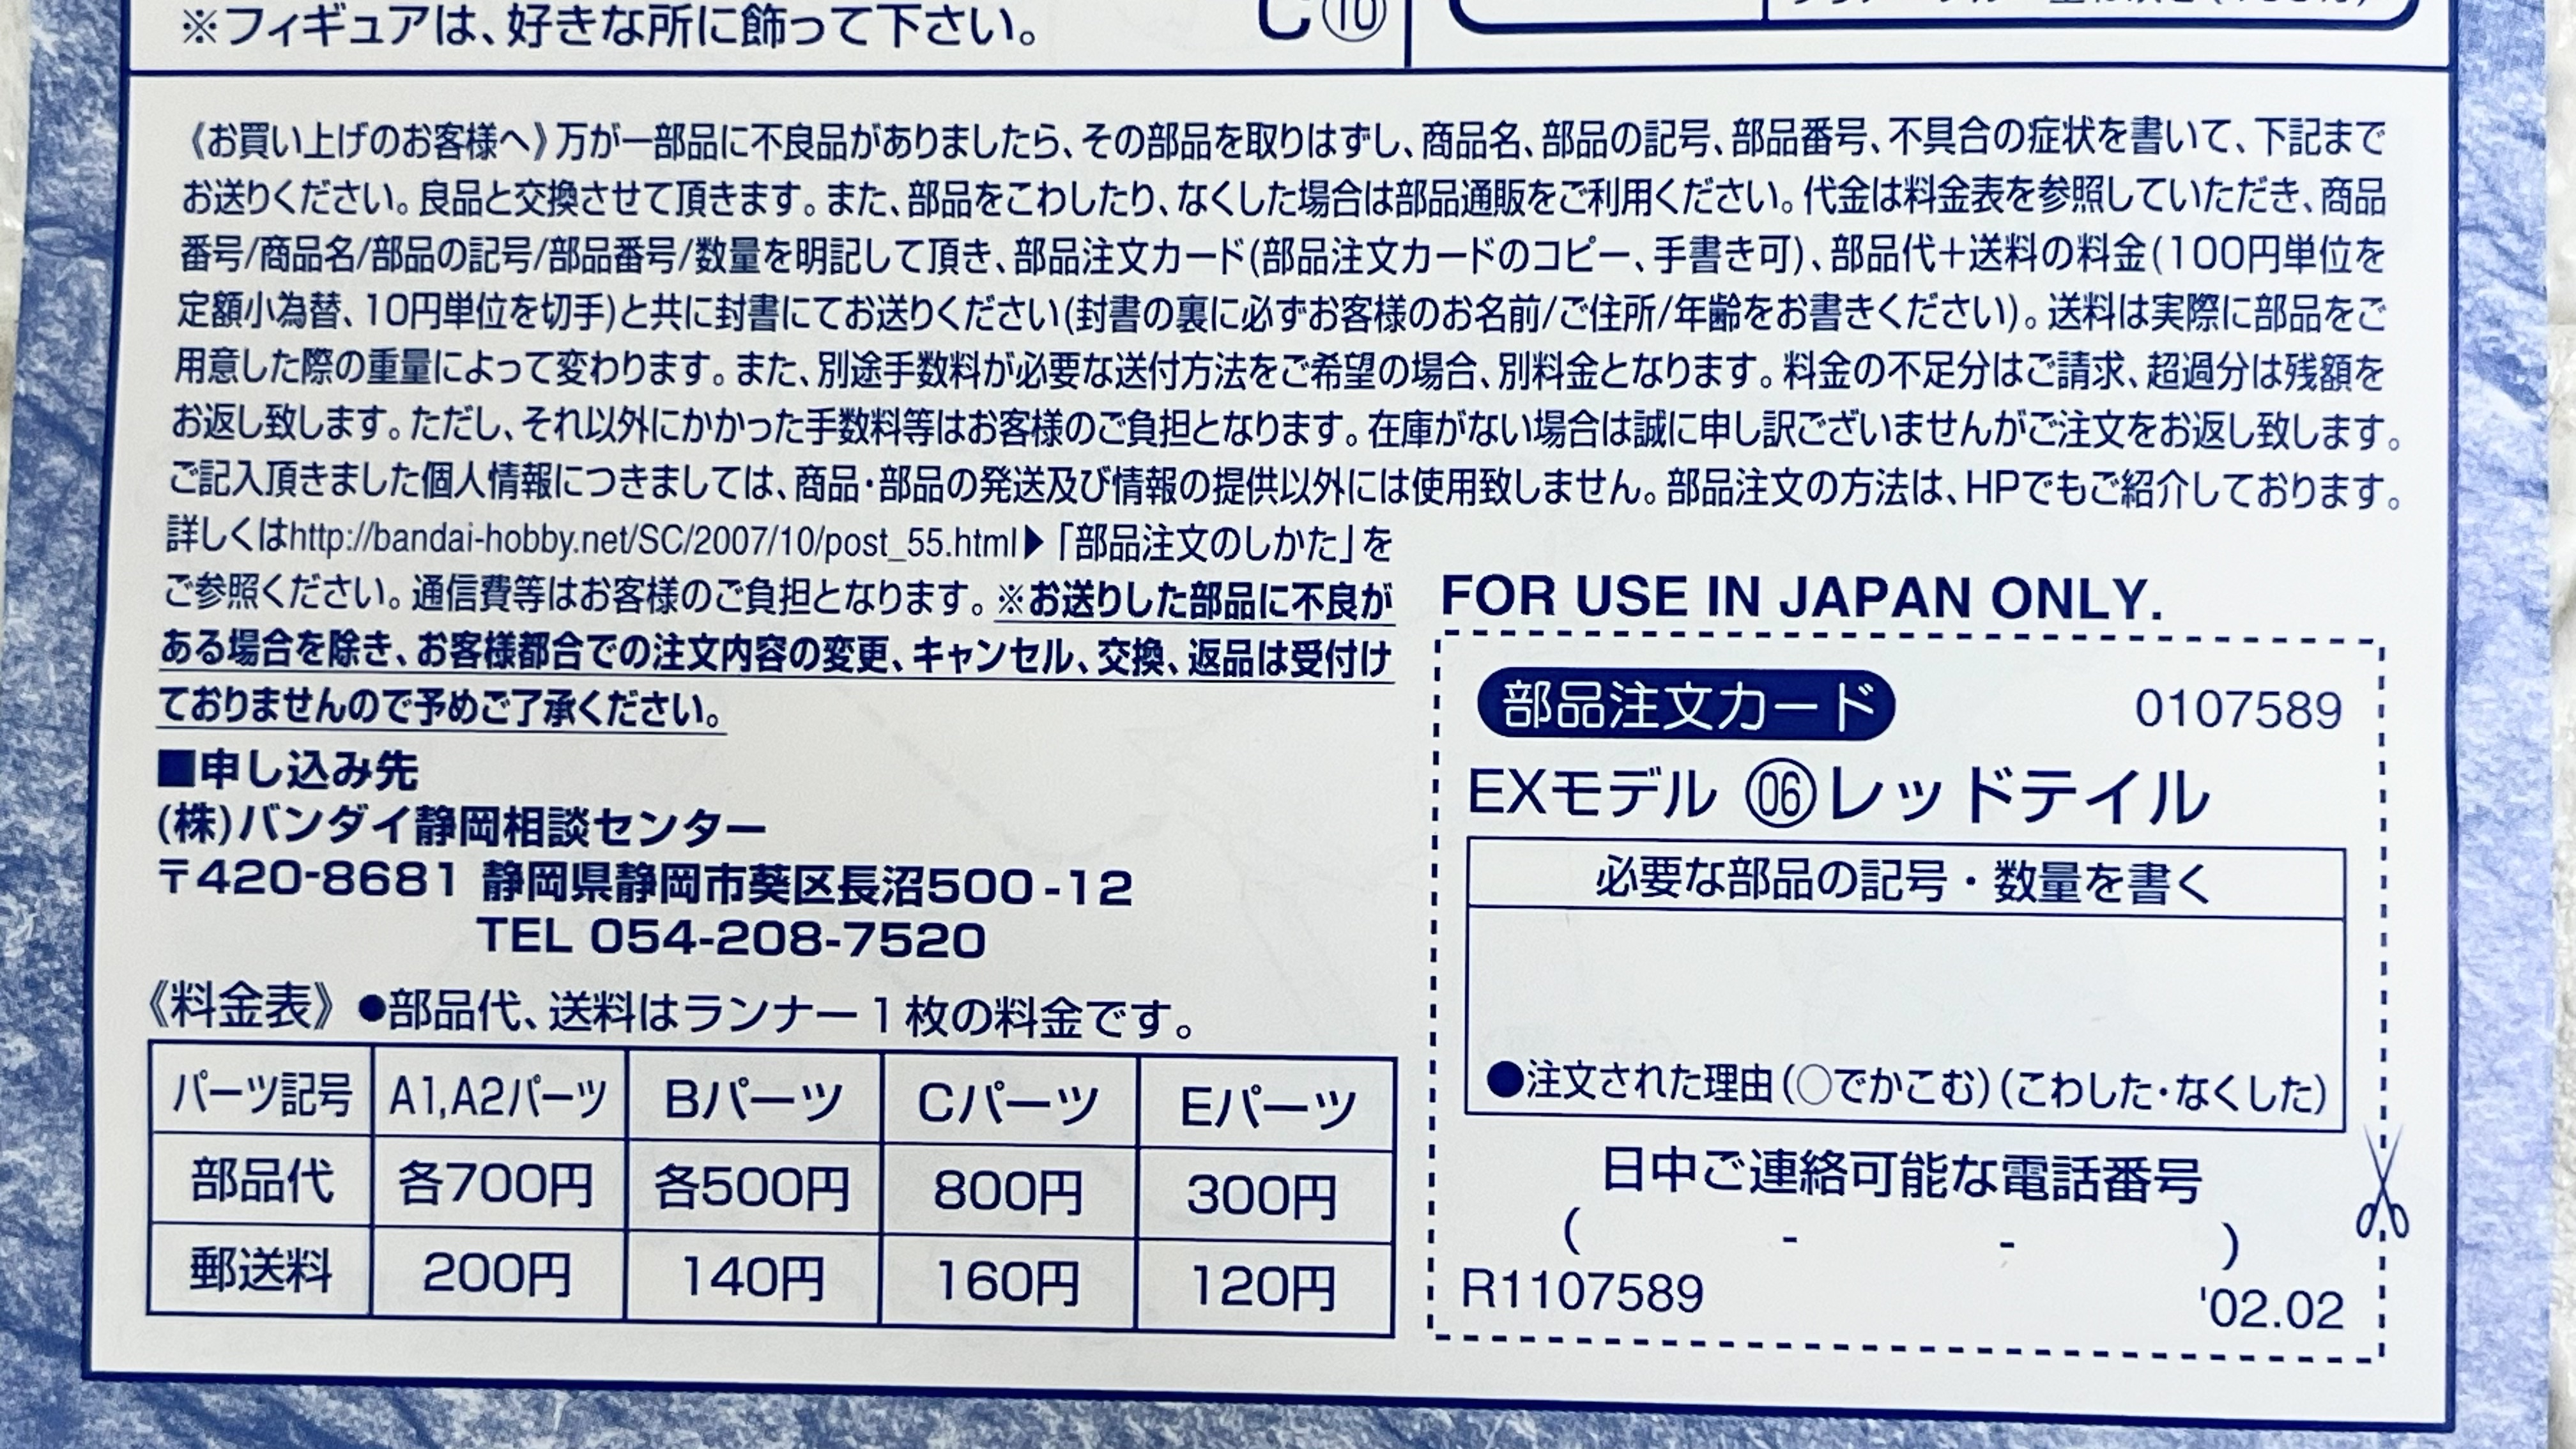 ※フィギュアは、好きな所に飾って下さい。
C⑩
《お買い上げのお客様へ》万が一部品に不良品がありましたら、その部品を取りはずし、商品名、部品の記号、部品番号、不具合の症状を書いて、下記まで
お送りください。良品と交換させて頂きます。また、部品をこわしたり、なくした場合は部品通販をご利用ください。代金は料金表を参照していただき、商品
番号/商品名/部品の記号/部品番号/数量を明記して頂き、部品注文カード(部品注文カードのコピー、手書き可)、部品代+送料の料金(100円単位を
定額小為替、10円単位を切手)と共に封書にてお送りください(封書の裏に必ずお客様のお名前/ご住所/年齢をお書きください)。送料は実際に部品をご
用意した際の重量によって変わります。また、別途手数料が必要な送付方法をご希望の場合、別料金となります。料金の不足分はご請求、超過分は残額を
お返し致します。ただし、それ以外にかかった手数料等はお客様のご負担となります。在庫がない場合は誠に申し訳ございませんがご注文をお返し致します。
ご記入頂きました個人情報につきましては、商品・部品の発送及び情報の提供以外には使用致しません。部品注文の方法は、HPでもご紹介しております。
詳しくはhttp://bandai-hobby.net/SC/2007/10/post_55.html▶「部品注文のしかた」を
ご参照ください。通信費等はお客様のご負担となります。※お送りした部品に不良が
ある場合を除き、お客様都合での注文内容の変更、キャンセル、交換、返品は受付け
ておりませんので予めご了承ください。
■申し込み先
(株)バンダイ静岡相談センター
〒420-8681 静岡県静岡市葵区長沼500-12
TEL 054-208-7520
《料金表》●部品代、送料はランナー1枚の料金です。
パーツ記号 A1,A2パーツ Bパーツ Cパーツ Eパーツ
部品代 各700円 各500円 800円 300円
郵送料 200円 140円 160円 120円
FOR USE IN JAPAN ONLY.
部品注文カード 0107589
EXモデル ⑯レッドテイル
必要な部品の記号・数量を書く
●注文された理由(○でかこむ)(こわした・なくした)
日中ご連絡可能な電話番号
( - - )
R1107589 '02.02